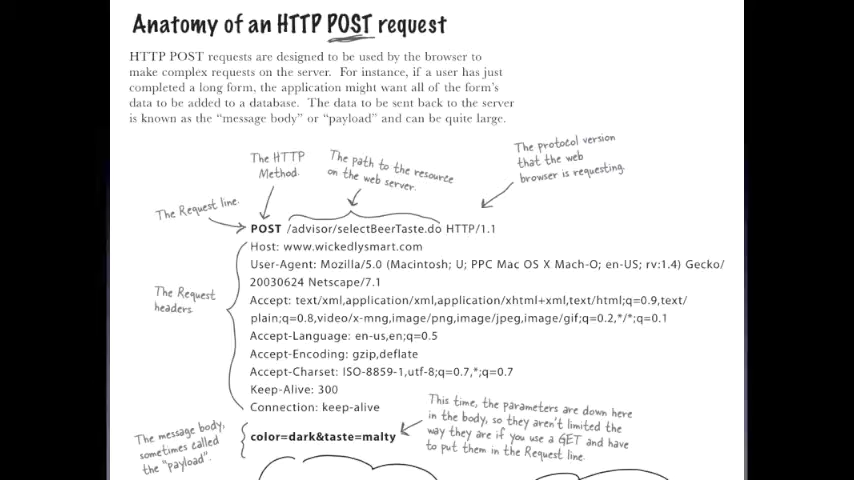 Anatomy of an HTTP POST request
HTTP POST requests are designed to be used by the browser to
make complex requests on the server. For instance, if a user has just
completed a long form, the application might want all of the form's
data to be added to a database. The data to be sent back to the server
is known as the "message body" or "payload" and can be quite large.
The HTTP
Method.
The path to the resource
on the web server.
The protocol version
that the web
browser is requesting.
The Request line.
POST /advisor/selectBeerTaste.do HTTP/1.1
Host: www.wickedlysmart.com
User-Agent: Mozilla/5.0 (Macintosh; U; PPC Mac OS X Mach-O; en-US; rv:1.4) Gecko/
20030624 Netscape/7.1
The Request
headers.
Accept: text/xml,application/xml,application/xhtml+xml,text/html;q=0.9,text/
plain;q=0.8,video/x-mng,image/png,image/jpeg,image/gif;q=0.2,*/*;q=0.1
Accept-Language: en-us,en;q=0.5
Accept-Encoding: gzip,deflate
Accept-Charset: ISO-8859-1,utf-8;q=0.7,*;q=0.7
Keep-Alive: 300
Connection: keep-alive
The message body,
sometimes called
the "payload".
color=dark&taste=malty
This time, the parameters are down here
in the body, so they aren't limited the
way they are if you use a GET and have
to put them in the Request line.